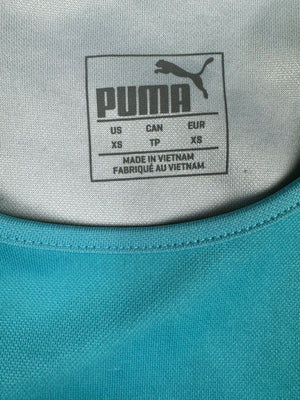 PUMA
US CAN EUR
XS TP XS
MADE IN VIETNAM
FABRIQUÉ AU VIETNAM